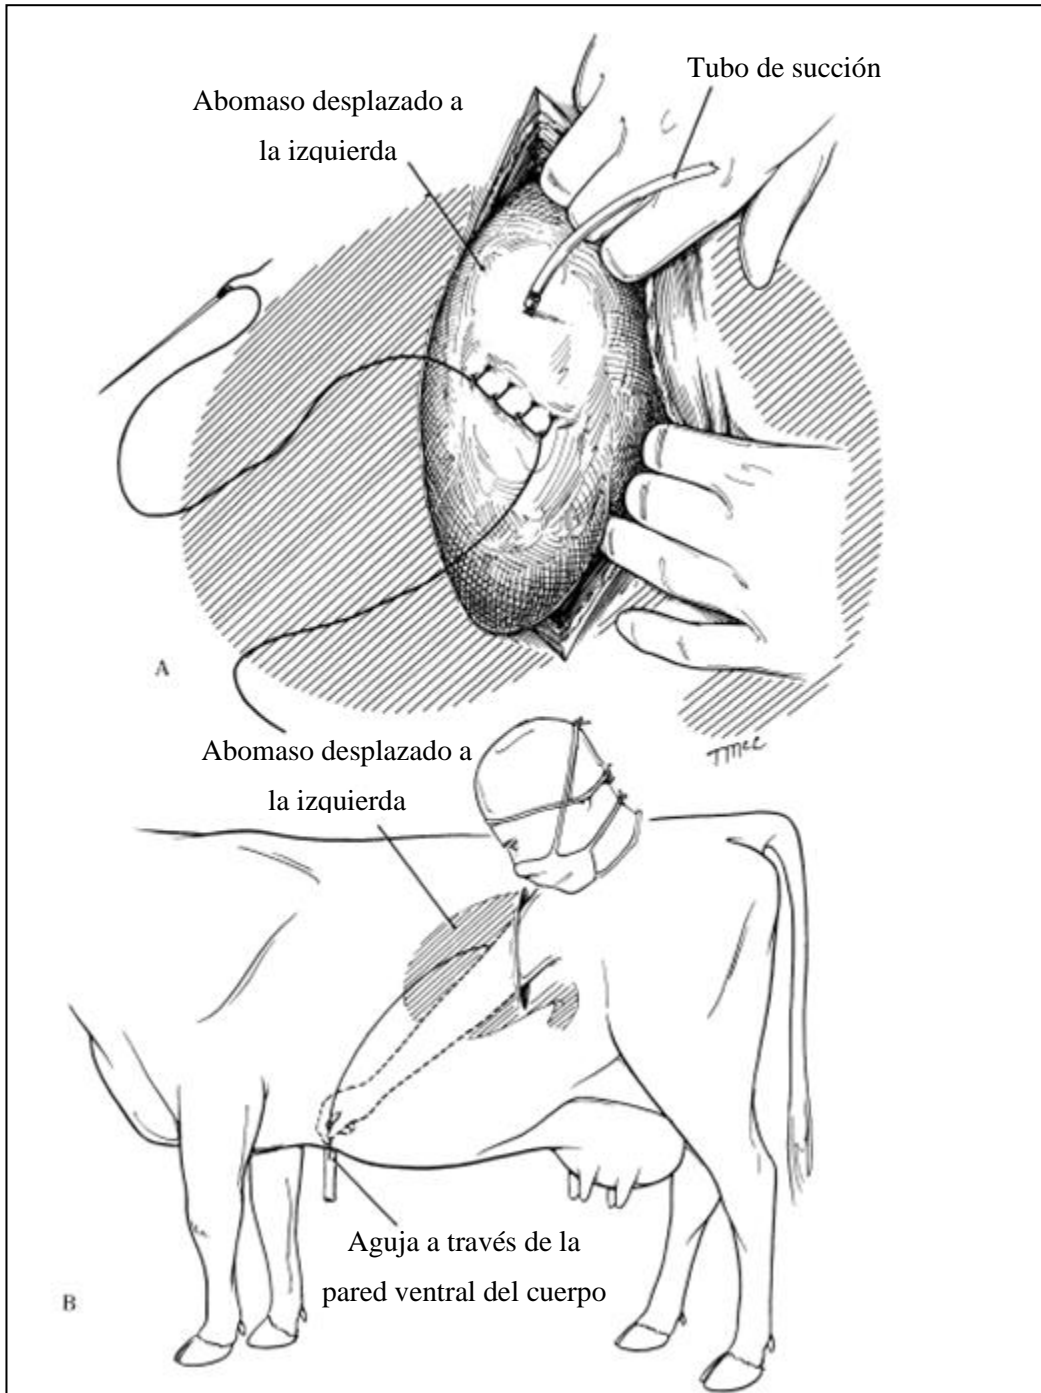 Tubo de succión
Abomaso desplazado a
la izquierda
A
TMCC
Abomaso desplazado a
la izquierda
Aguja a través de la
pared ventral del cuerpo
B